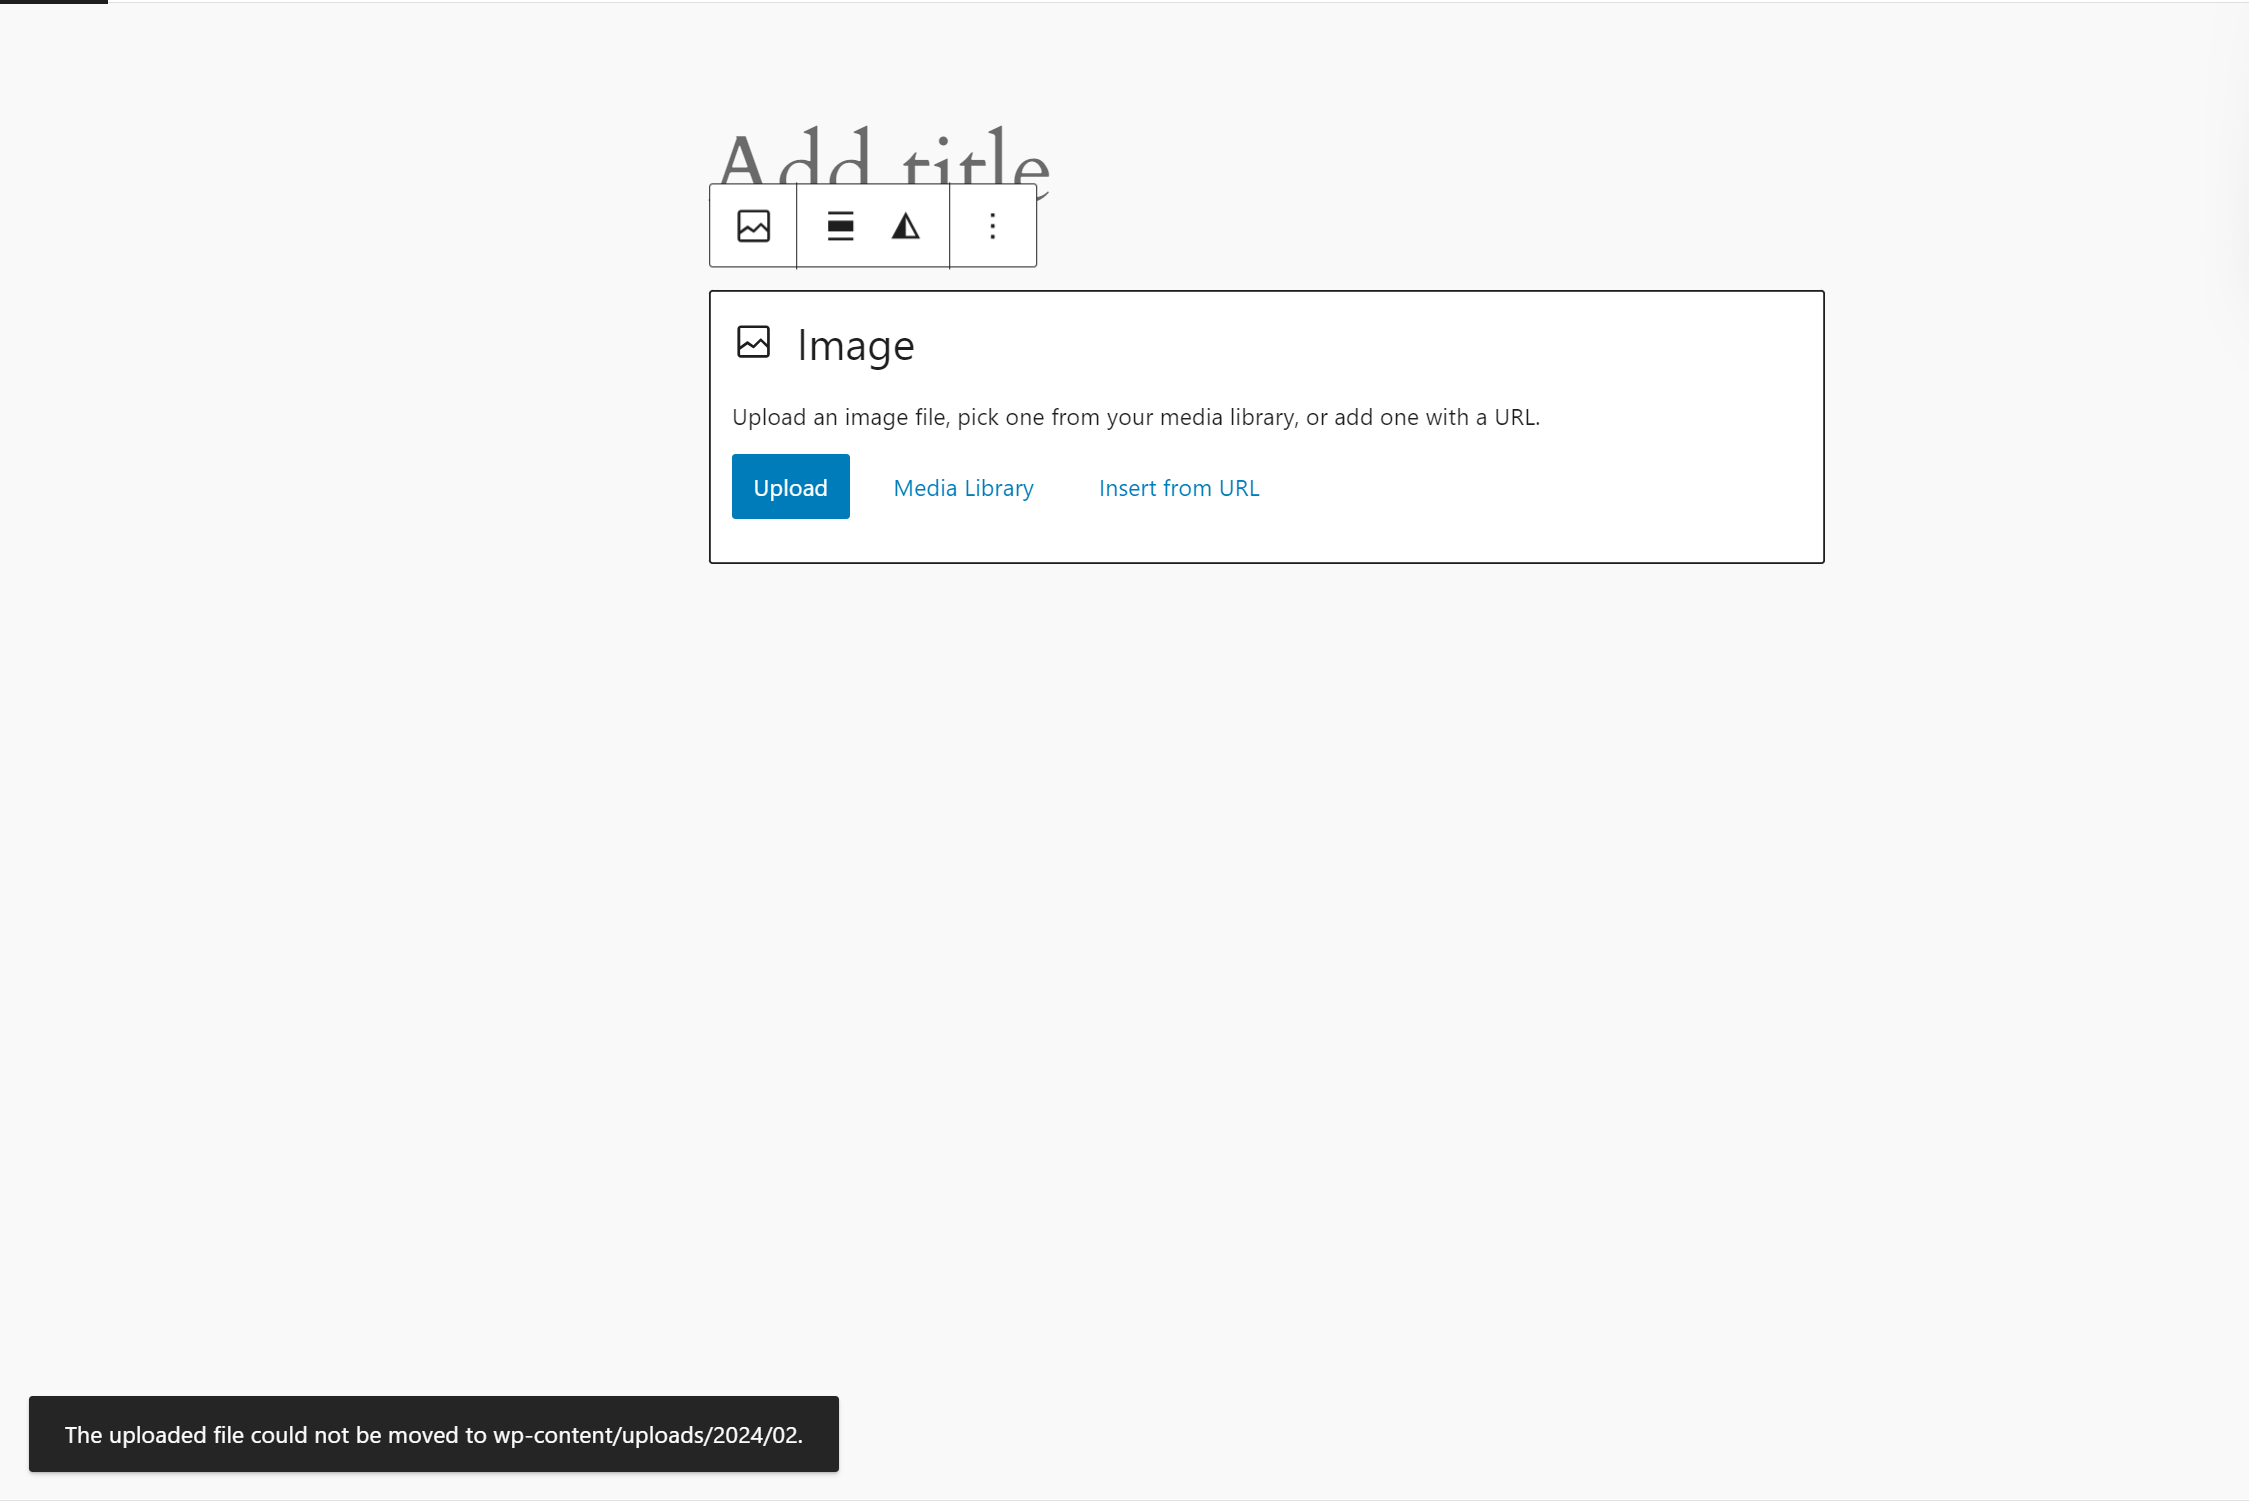 Add title
Image
Upload an image file, pick one from your media library, or add one with a URL.
Upload Media Library Insert from URL
The uploaded file could not be moved to wp-content/uploads/2024/02.